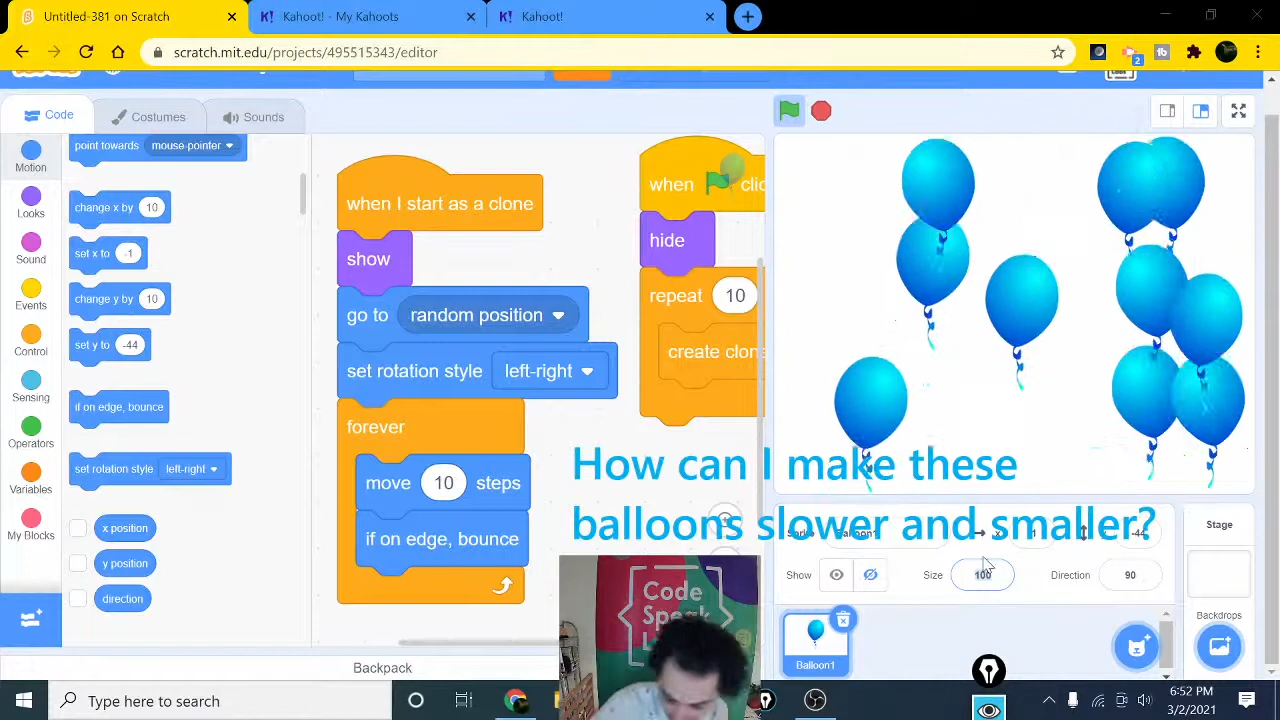 Untitled-381 on Scratch
Kahoot! - My Kahoots
Kahoot!
scratch.mit.edu/projects/495515343/editor
2
Code
Costumes
Sounds
Motion
Looks
Sound
Events
Control
Sensing
Operators
Variables
My Blocks
point towards mouse-pointer
change x by 10
set x to -1
change y by 10
set y to -44
if on edge, bounce
set rotation style left-right
x position
y position
direction
when I start as a clone
show
go to random position
set rotation style left-right
forever
move 10 steps
if on edge, bounce
when
hide
repeat 10
create
How can I make these
balloons slower and smaller?
Show
Size 100
Direction 90
Balloon1
Stage
Backdrops
Backpack
Code
Type here to search
6:52 PM
3/2/2021